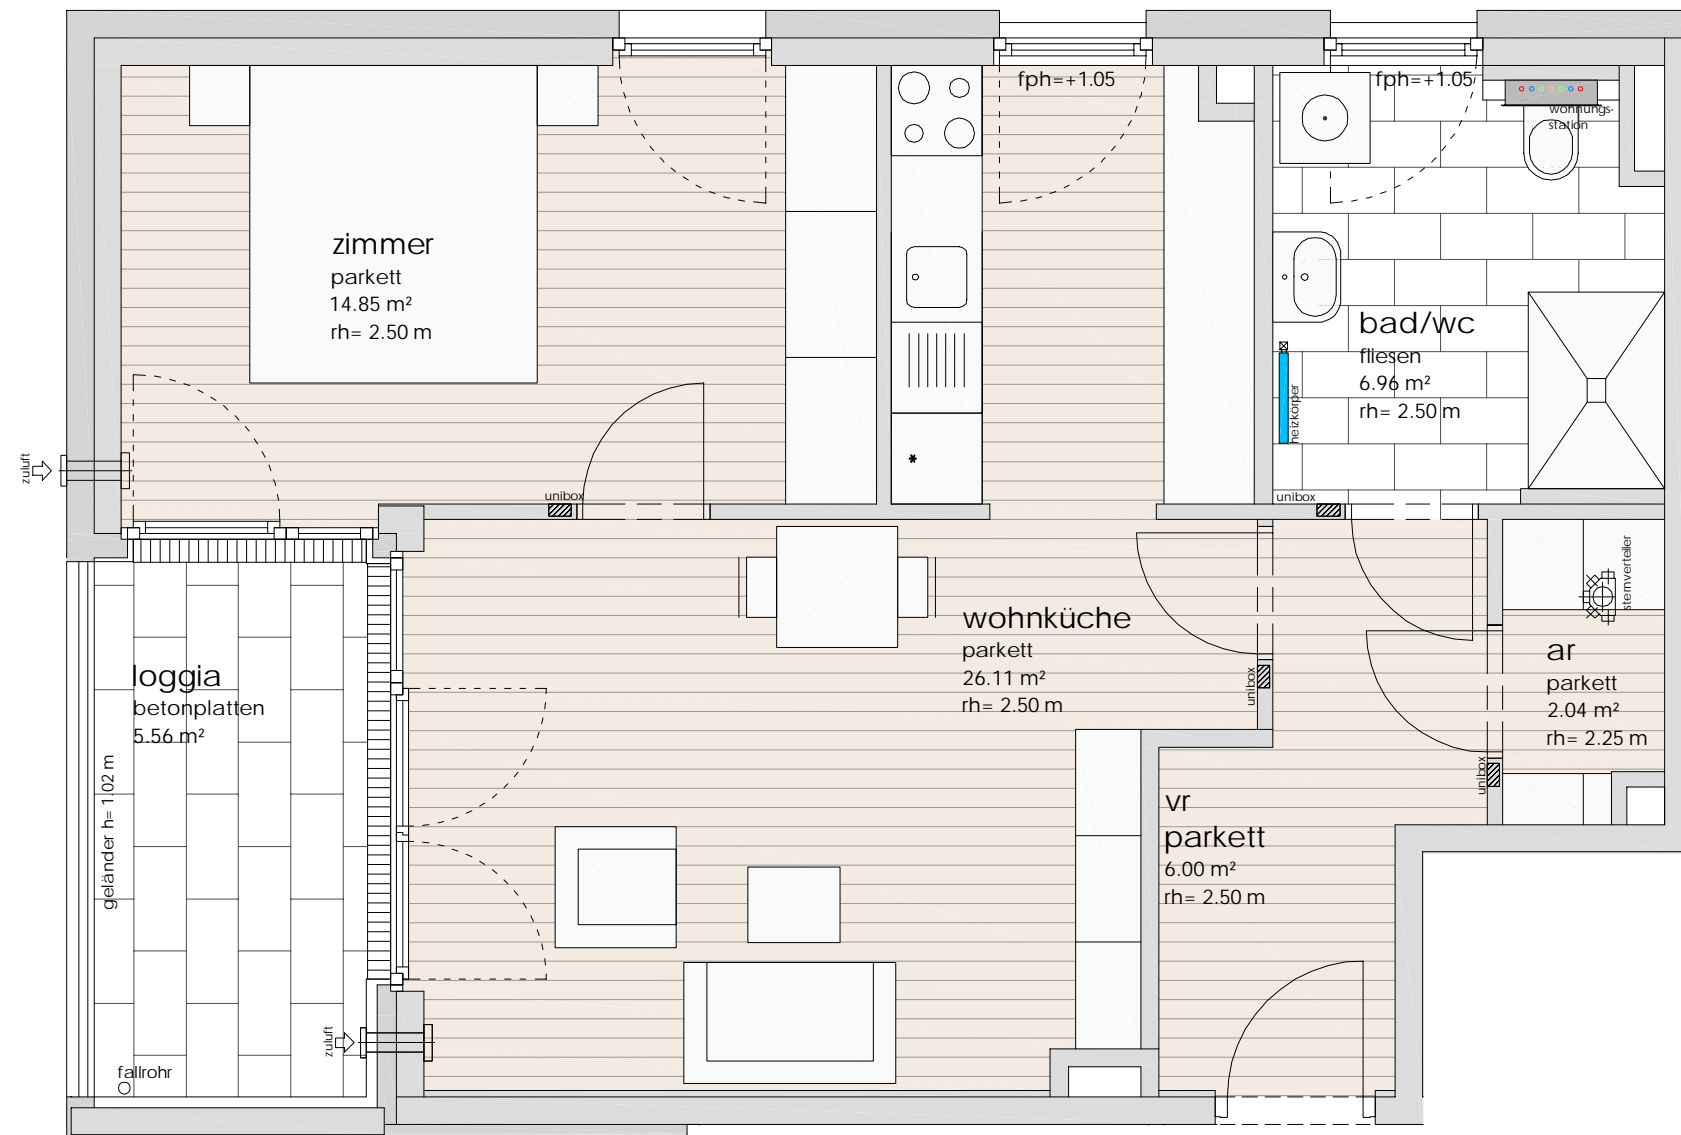 fph=+1.05
fph=+1.05
wohnungs-
station
zimmer
parkett
14.85 m²
rh= 2.50 m
bad/wc
fliesen
6.96 m²
rh= 2.50 m
heizkörper
zuluft
unibox
unibox
sternverteiler
wohnküche
parkett
26.11 m²
rh= 2.50 m
ar
parkett
2.04 m²
rh= 2.25 m
loggia
betonplatten
5.56 m²
geländer h= 1.02 m
unibox
unibox
vr
parkett
6.00 m²
rh= 2.50 m
zuluft
fallrohr